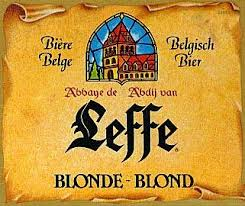 Bière Belge
Belgisch Bier
Abbaye de Abdij van
Leffe
BLONDE - BLOND